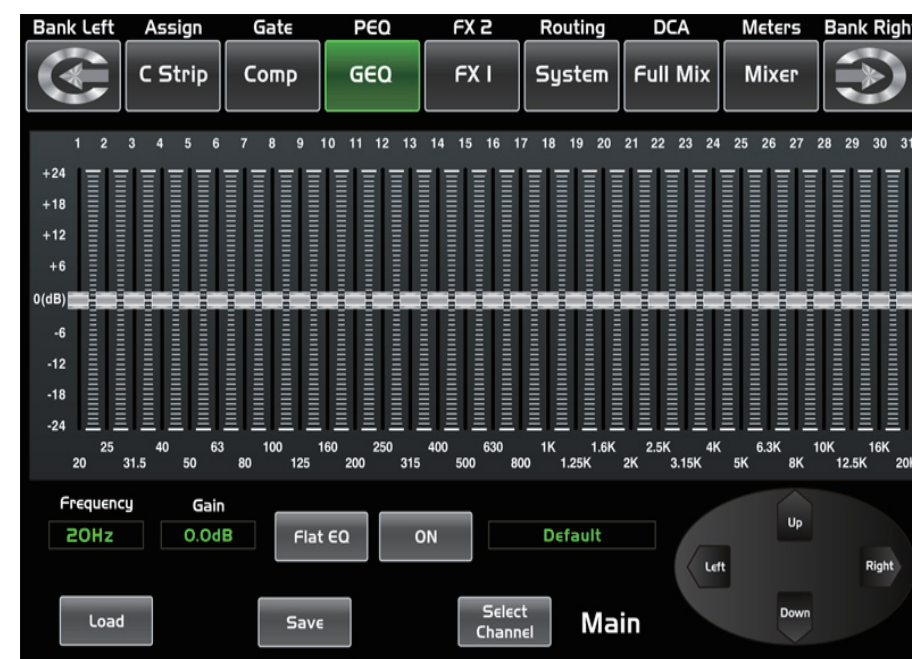 Bank Left Assign Gate PEQ FX 2 Routing DCA Meters Bank Righ
C Strip Comp GEQ FX 1 System Full Mix Mixer
1 2 3 4 5 6 7 8 9 10 11 12 13 14 15 16 17 18 19 20 21 22 23 24 25 26 27 28 29 30 31
+24
+18
+12
+6
0(dB)
-6
-12
-18
-24
25 40 63 100 160 250 400 630 1K 1.6K 2.5K 4K 6.3K 10K 16K
20 31.5 50 80 125 200 315 500 800 1.25K 2K 3.15K 5K 8K 12.5K 20K
Frequency Gain
20Hz 0.0dB Flat EQ ON Default
Up
Left Right
Load Save Select Channel Main Down